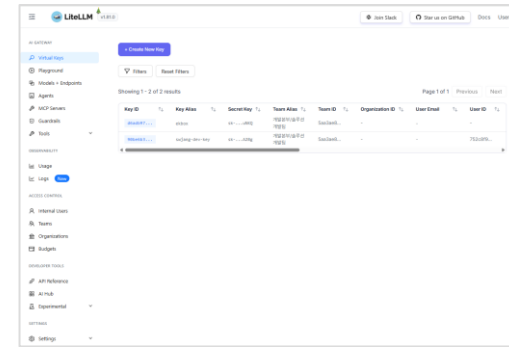 LiteLLM
Join Slack
Star us on GitHub
Docs
User
AI GATEWAY
Virtual Keys
Playground
Models + Endpoints
Agents
MCP Servers
Guardrails
Tools
OBSERVABILITY
Usage
Logs New
ACCESS CONTROL
Internal Users
Teams
Organizations
Budgets
DEVELOPER TOOLS
API Reference
AI Hub
Experimental
SETTINGS
Settings
+ Create New Key
Filters Reset Filters
Showing 1 - 2 of 2 results
Page 1 of 1 Previous Next
Key ID Key Alias Secret Key Team Alias Team ID Organization ID User Email User ID